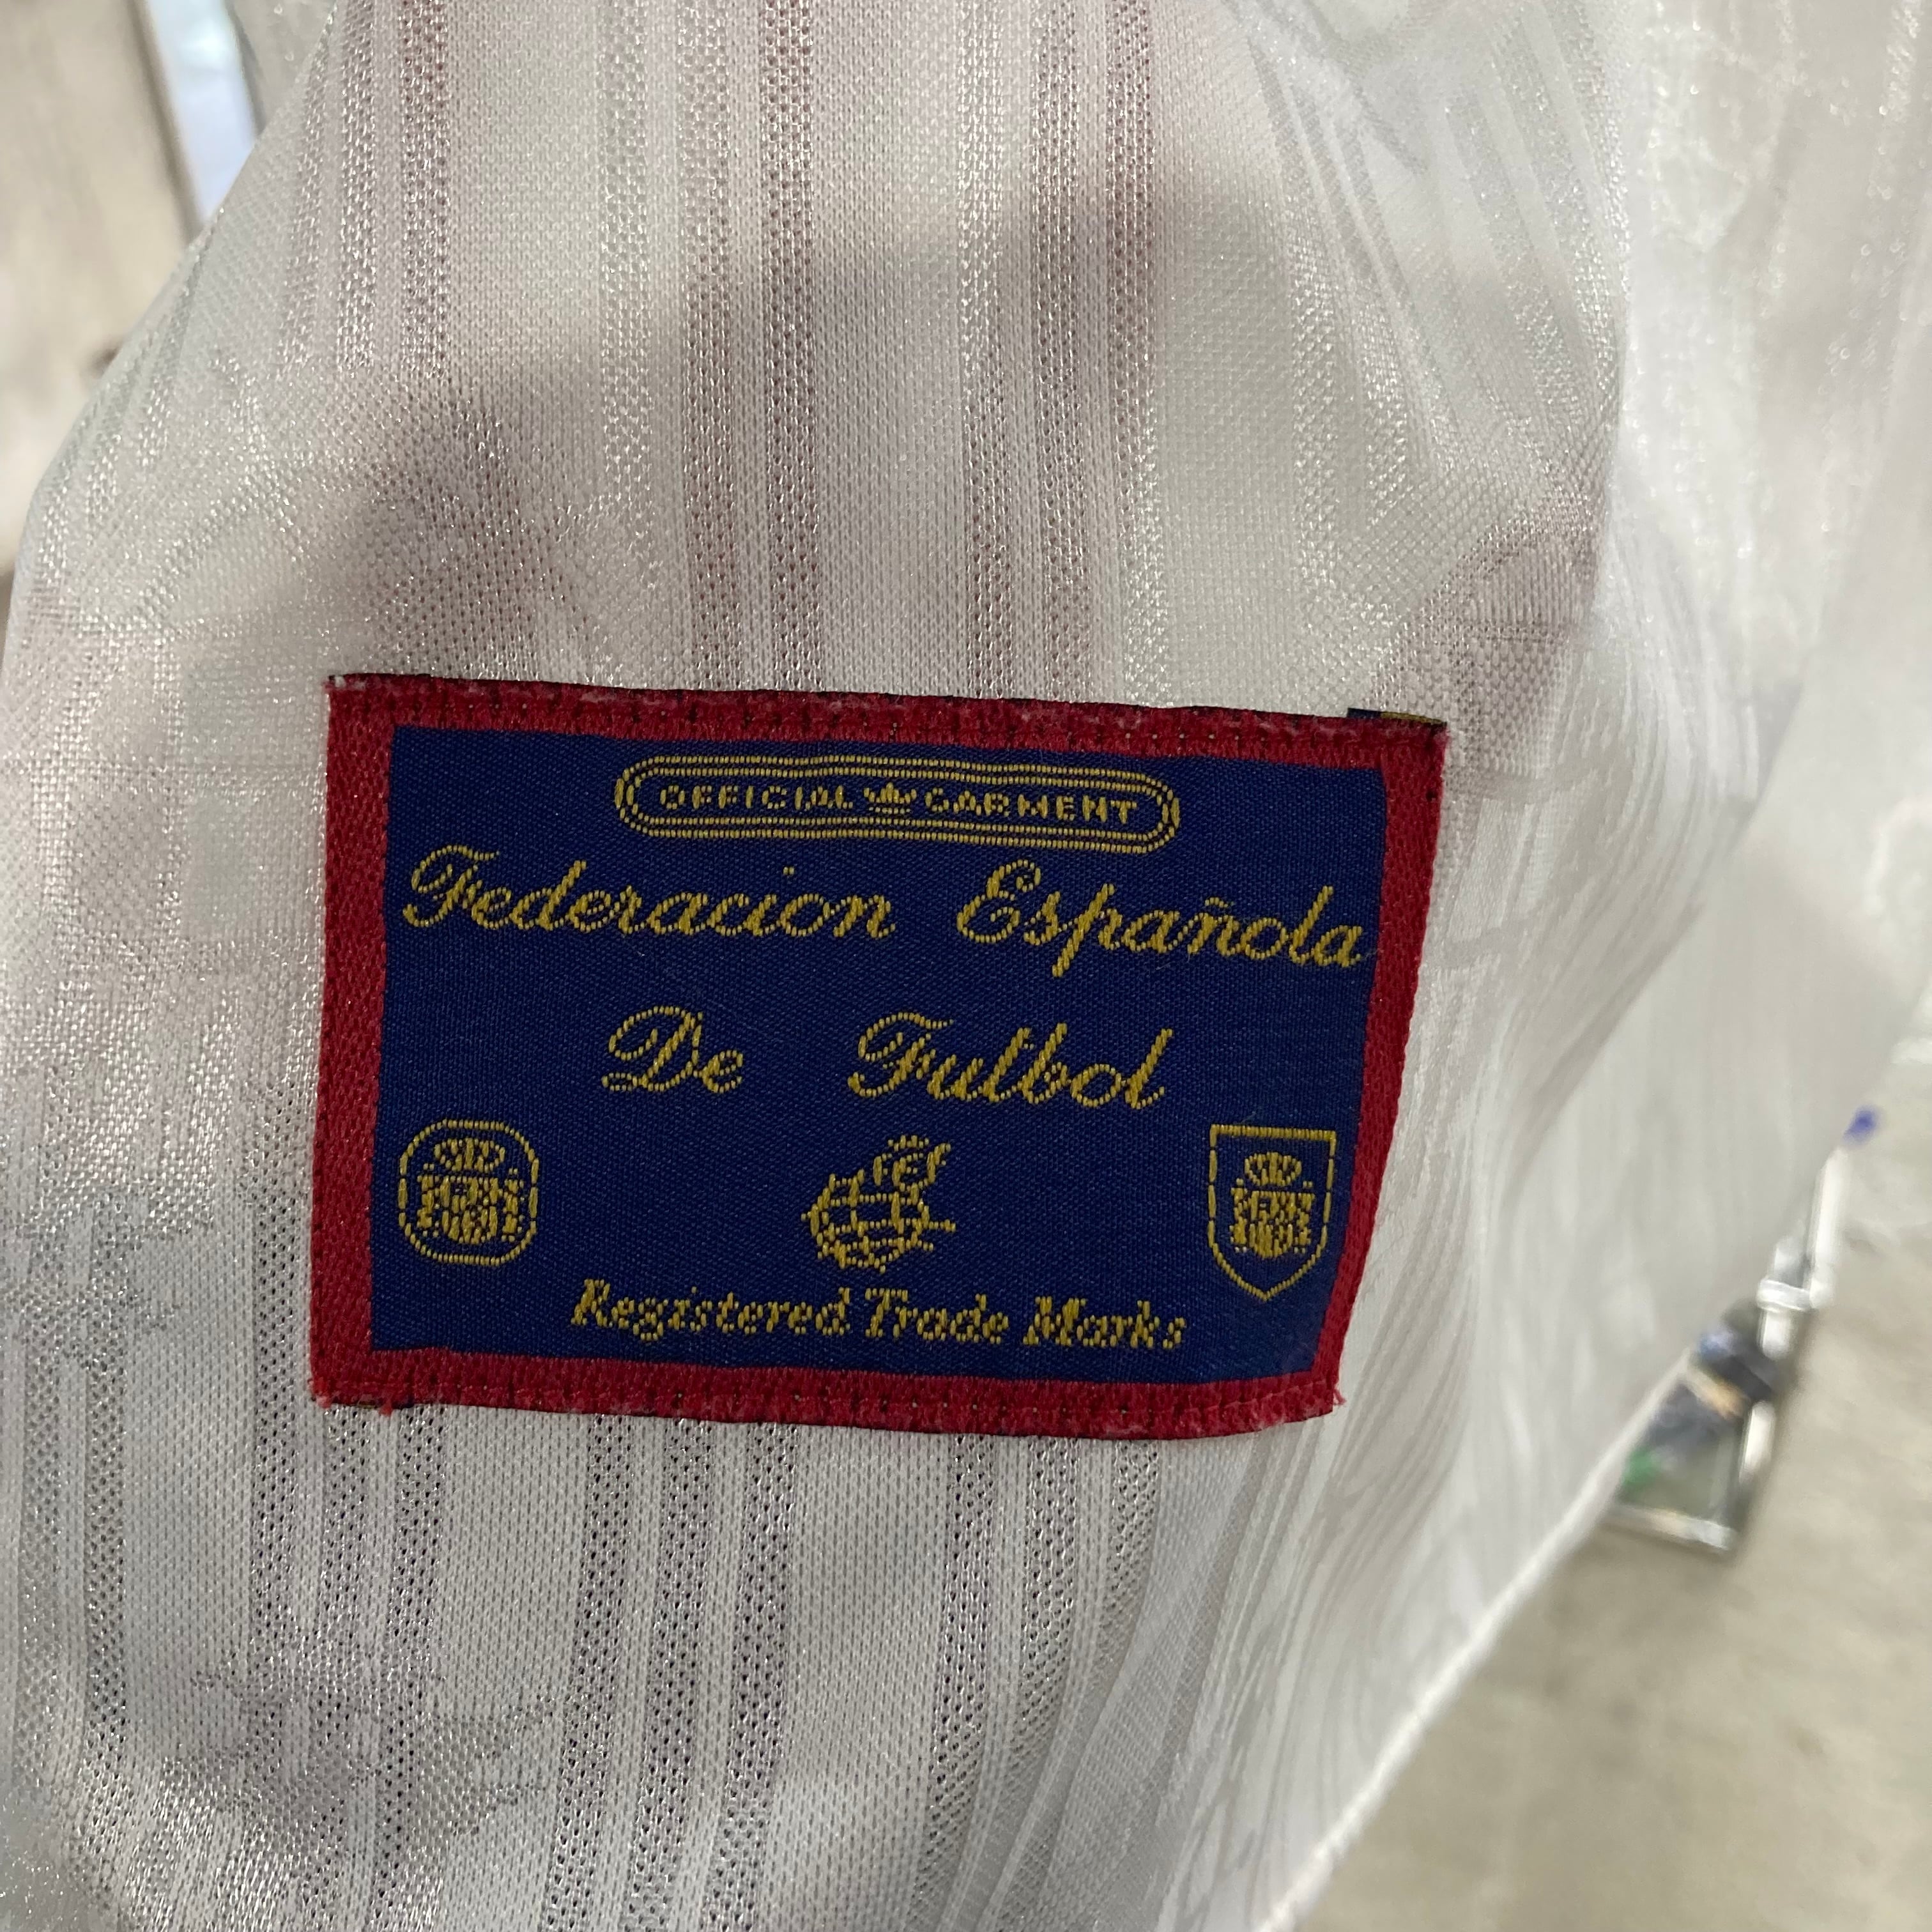 OFFICIAL GARMENT
Federacion Española
De Futbol
Registered Trade Marks